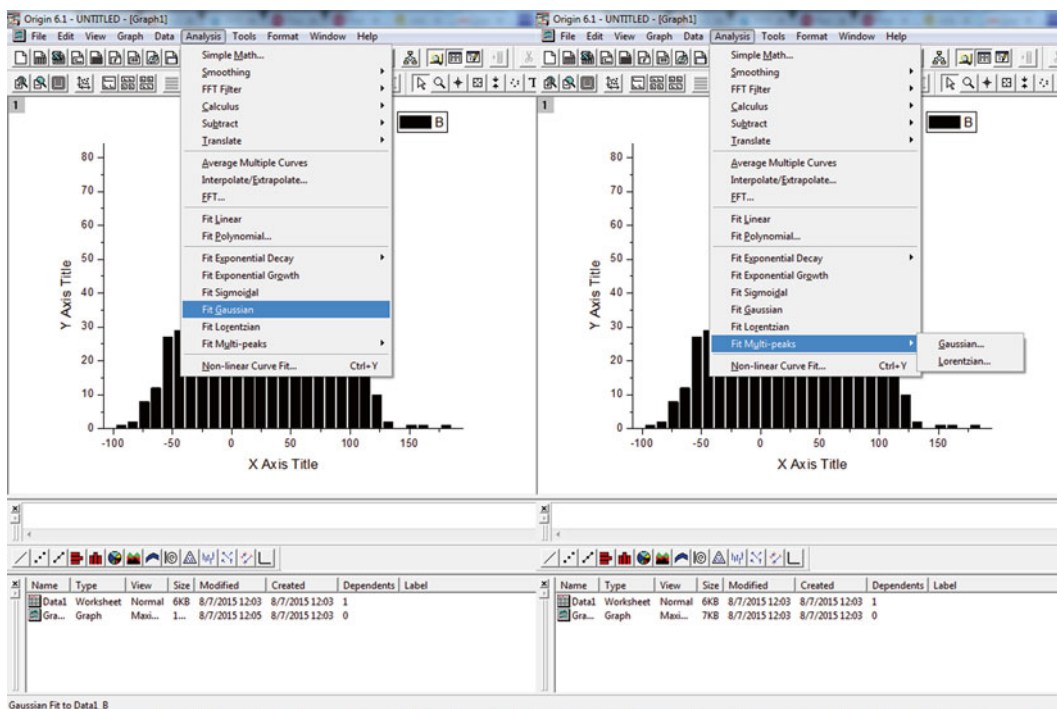 Origin 6.1 - UNTITLED - [Graph1]
File Edit View Graph Data Analysis Tools Format Window Help
1
B
Simple Math...
Smoothing
FFT Filter
Calculus
Subtract
Translate
Average Multiple Curves
Interpolate/Extrapolate...
FFT...
Fit Linear
Fit Polynomial...
Fit Exponential Decay
Fit Exponential Growth
Fit Sigmoidal
Fit Gaussian
Fit Lorentzian
Fit Multi-peaks
Non-linear Curve Fit... Ctrl+Y
Y Axis Title
80
70
60
50
40
30
20
10
0
-100 -50 0 50 100 150
X Axis Title
Name Type View Size Modified Created Dependents Label
Data1 Worksheet Normal 6KB 8/7/2015 12:03 8/7/2015 12:03 1
Gra... Graph Maxi... 1... 8/7/2015 12:05 8/7/2015 12:03 0
Gaussian Fit to Data1_B
Origin 6.1 - UNTITLED - [Graph1]
File Edit View Graph Data Analysis Tools Format Window Help
1
B
Simple Math...
Smoothing
FFT Filter
Calculus
Subtract
Translate
Average Multiple Curves
Interpolate/Extrapolate...
FFT...
Fit Linear
Fit Polynomial...
Fit Exponential Decay
Fit Exponential Growth
Fit Sigmoidal
Fit Gaussian
Fit Lorentzian
Fit Multi-peaks
Gaussian...
Lorentzian...
Non-linear Curve Fit... Ctrl+Y
Y Axis Title
80
70
60
50
40
30
20
10
0
-100 -50 0 50 100 150
X Axis Title
Name Type View Size Modified Created Dependents Label
Data1 Worksheet Normal 6KB 8/7/2015 12:03 8/7/2015 12:03 1
Gra... Graph Maxi... 7KB 8/7/2015 12:03 8/7/2015 12:03 0